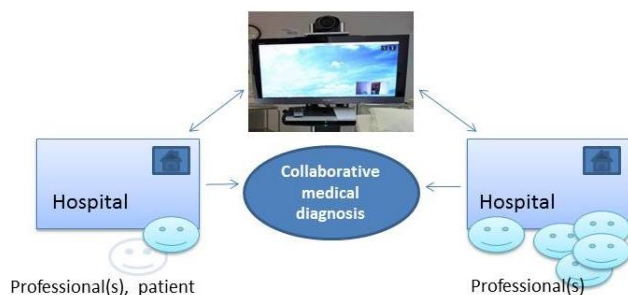 Hospital
Collaborative
medical
diagnosis
Hospital
Professional(s), patient
Professional(s)